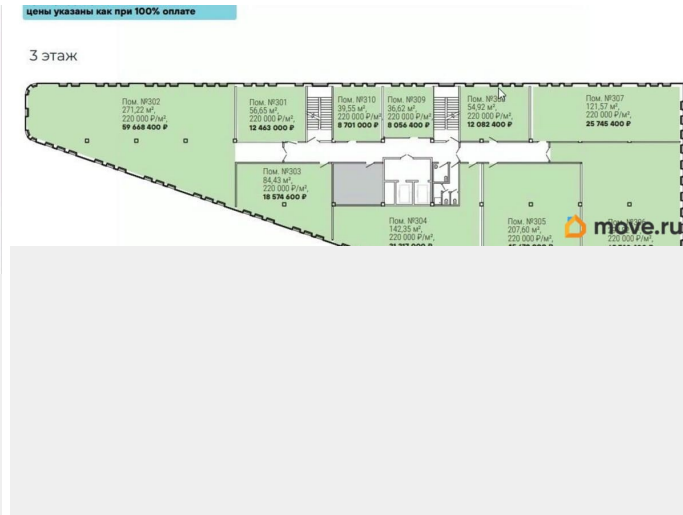 цены указаны как при 100% оплате
3 этаж
Пом. №302
271,22 м²,
220 000 ₽/м²,
59 668 400 ₽
Пом. №301
56,65 м²,
220 000 ₽/м²,
12 463 000 ₽
Пом. №310
39,55 м²,
220 000 ₽/м²,
8 701 000 ₽
Пом. №309
36,62 м²,
220 000 ₽/м²,
8 056 400 ₽
Пом. №308
54,92 м²,
220 000 ₽/м²,
12 082 400 ₽
Пом. №307
121,57 м²,
220 000 ₽/м²,
25 745 400 ₽
Пом. №303
84,43 м²,
220 000 ₽/м²,
18 574 600 ₽
Пом. №304
142,35 м²,
220 000 ₽/м²,
Пом. №305
207,60 м²,
220 000 ₽/м²,
220 000 ₽/м²,
move.ru